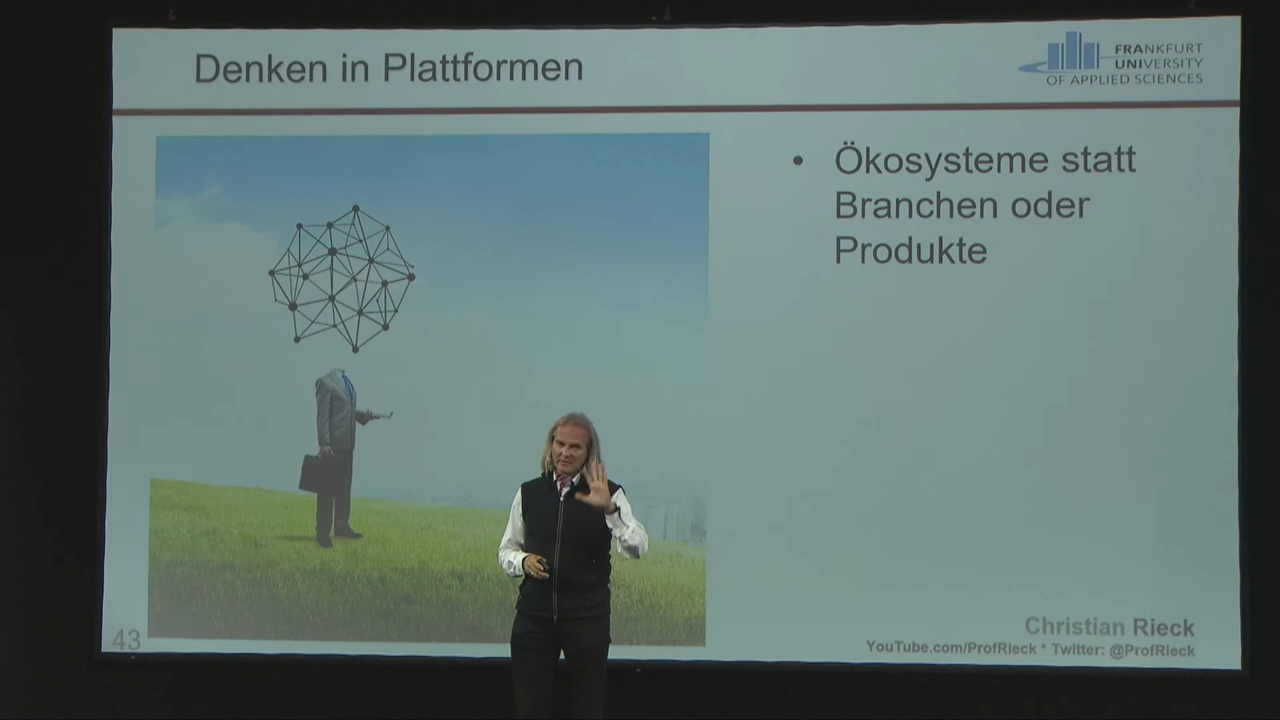 Denken in Plattformen
FRANKFURT
UNIVERSITY
OF APPLIED SCIENCES
• Ökosysteme statt
Branchen oder
Produkte
43
Christian Rieck
YouTube.com/ProfRieck * Twitter: @ProfRieck